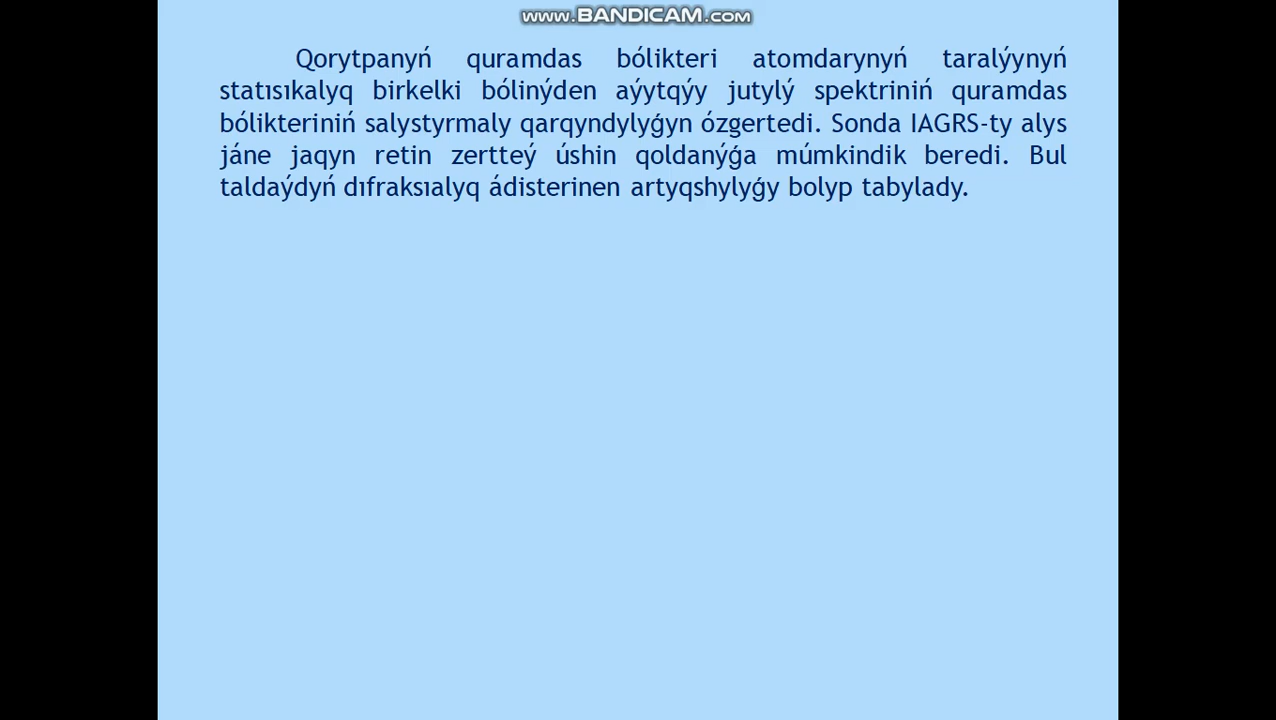 www.BANDICAM.com
Qorytpanyń quramdas bólikteri atomdarynyń taralýynyń
statısıkalyq birkelki bólinýden aýytqýy jutylý spektriniń quramdas
bólikteriniń salystyrmaly qarqyndylyǵyn ózgertedi. Sonda IAGRS-ty alys
jáne jaqyn retin zertteý úshin qoldanýǵa múmkindik beredi. Bul
taldaýdyń dıfraksıalyq ádisterinen artyqshylyǵy bolyp tabylady.